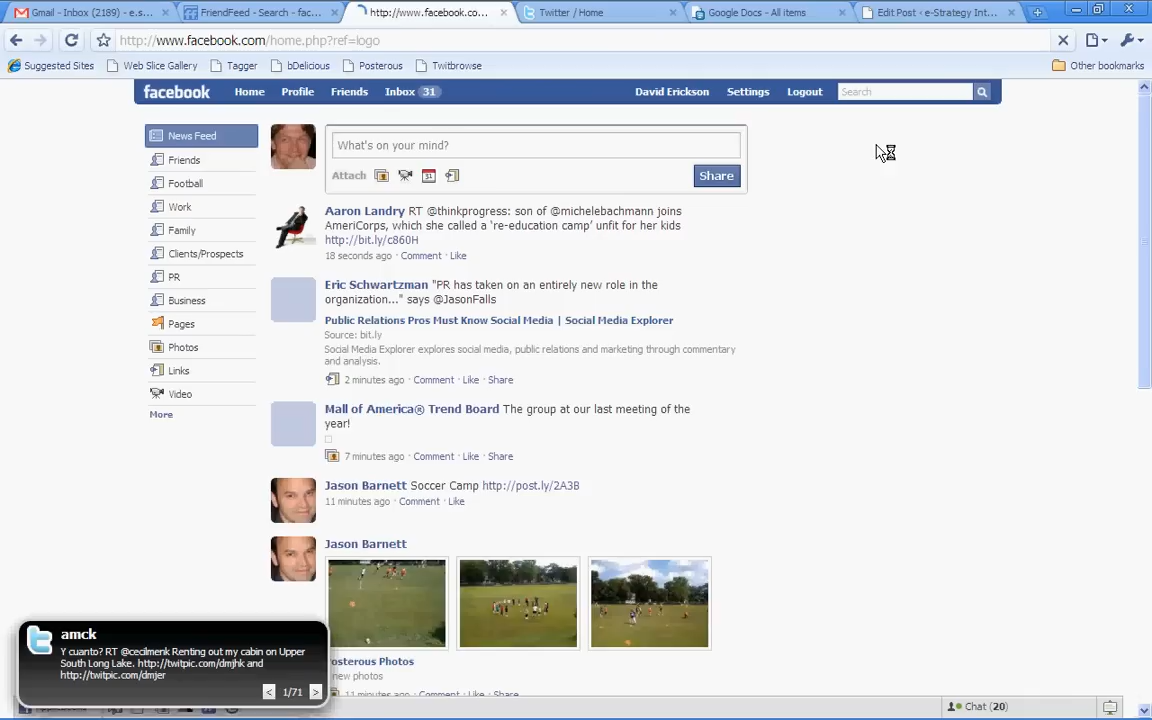 Gmail - Inbox (2189) - e.s...
FriendFeed - Search - fac...
http://www.facebook.co...
Twitter / Home
Google Docs - All items
Edit Post ‹ e-Strategy Int...
http://www.facebook.com/home.php?ref=logo
Suggested Sites
Web Slice Gallery
Tagger
bDelicious
Posterous
Twitbrowse
Other bookmarks
facebook
Home
Profile
Friends
Inbox 31
David Erickson
Settings
Logout
Search
News Feed
Friends
Football
Work
Family
Clients/Prospects
PR
Business
Pages
Photos
Links
Video
More
What's on your mind?
Attach
31
Share
Aaron Landry RT @thinkprogress: son of @michelebachmann joins
AmeriCorps, which she called a 're-education camp' unfit for her kids
http://bit.ly/c860H
18 seconds ago · Comment · Like
Eric Schwartzman "PR has taken on an entirely new role in the
organization..." says @JasonFalls
Public Relations Pros Must Know Social Media | Social Media Explorer
Source: bit.ly
Social Media Explorer explores social media, public relations and marketing through commentary
and analysis.
2 minutes ago · Comment · Like · Share
Mall of America® Trend Board The group at our last meeting of the
year!
7 minutes ago · Comment · Like · Share
Jason Barnett Soccer Camp http://post.ly/2A3B
11 minutes ago · Comment · Like
Jason Barnett
osterous Photos
new photos
11 minutes ago · Comment · Like · Share
amck
Y cuanto? RT @cecilmenk Renting out my cabin on Upper
South Long Lake. http://twitpic.com/dmjhk and
http://twitpic.com/dmjer
< 1/71 >
Chat (20)